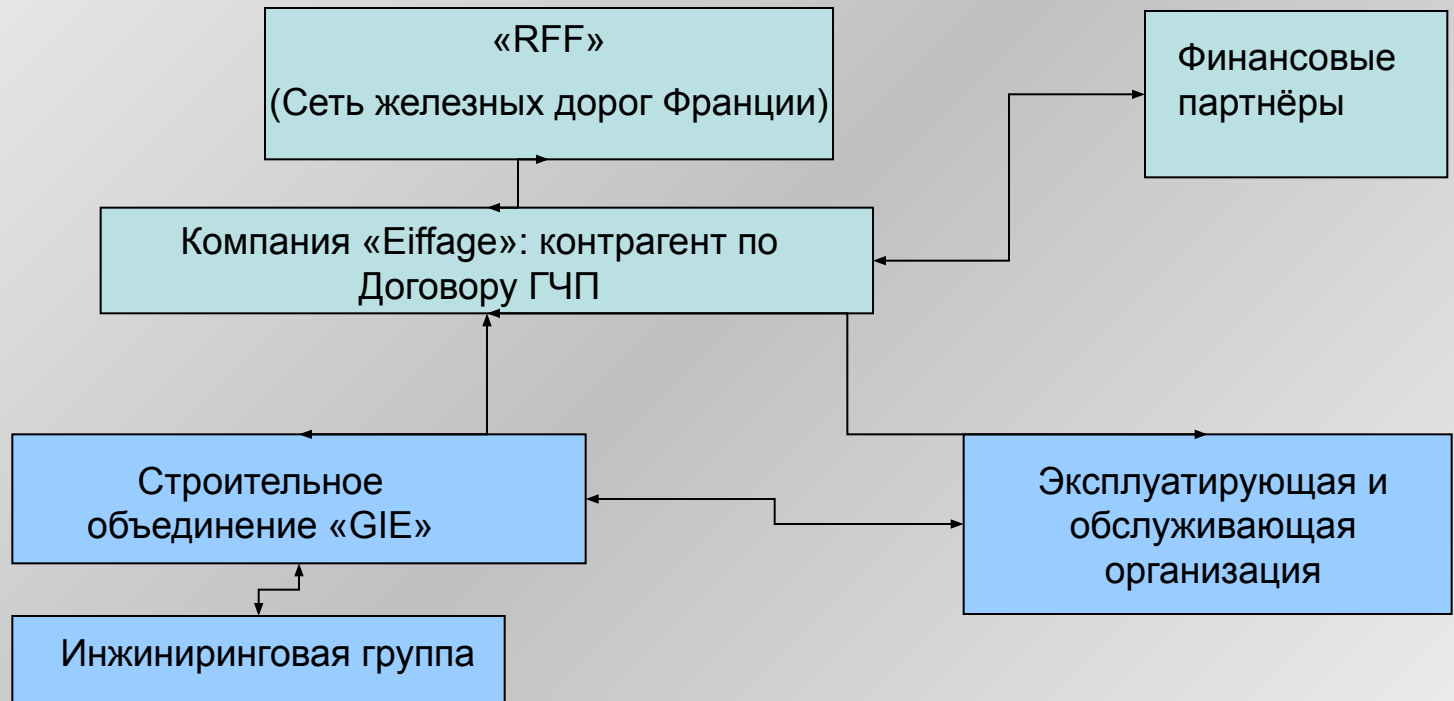 «RFF»
(Сеть железных дорог Франции)
Финансовые
партнёры
Компания «Eiffage»: контрагент по
Договору ГЧП
Строительное
объединение «GIE»
Эксплуатирующая и
обслуживающая
организация
Инжиниринговая группа